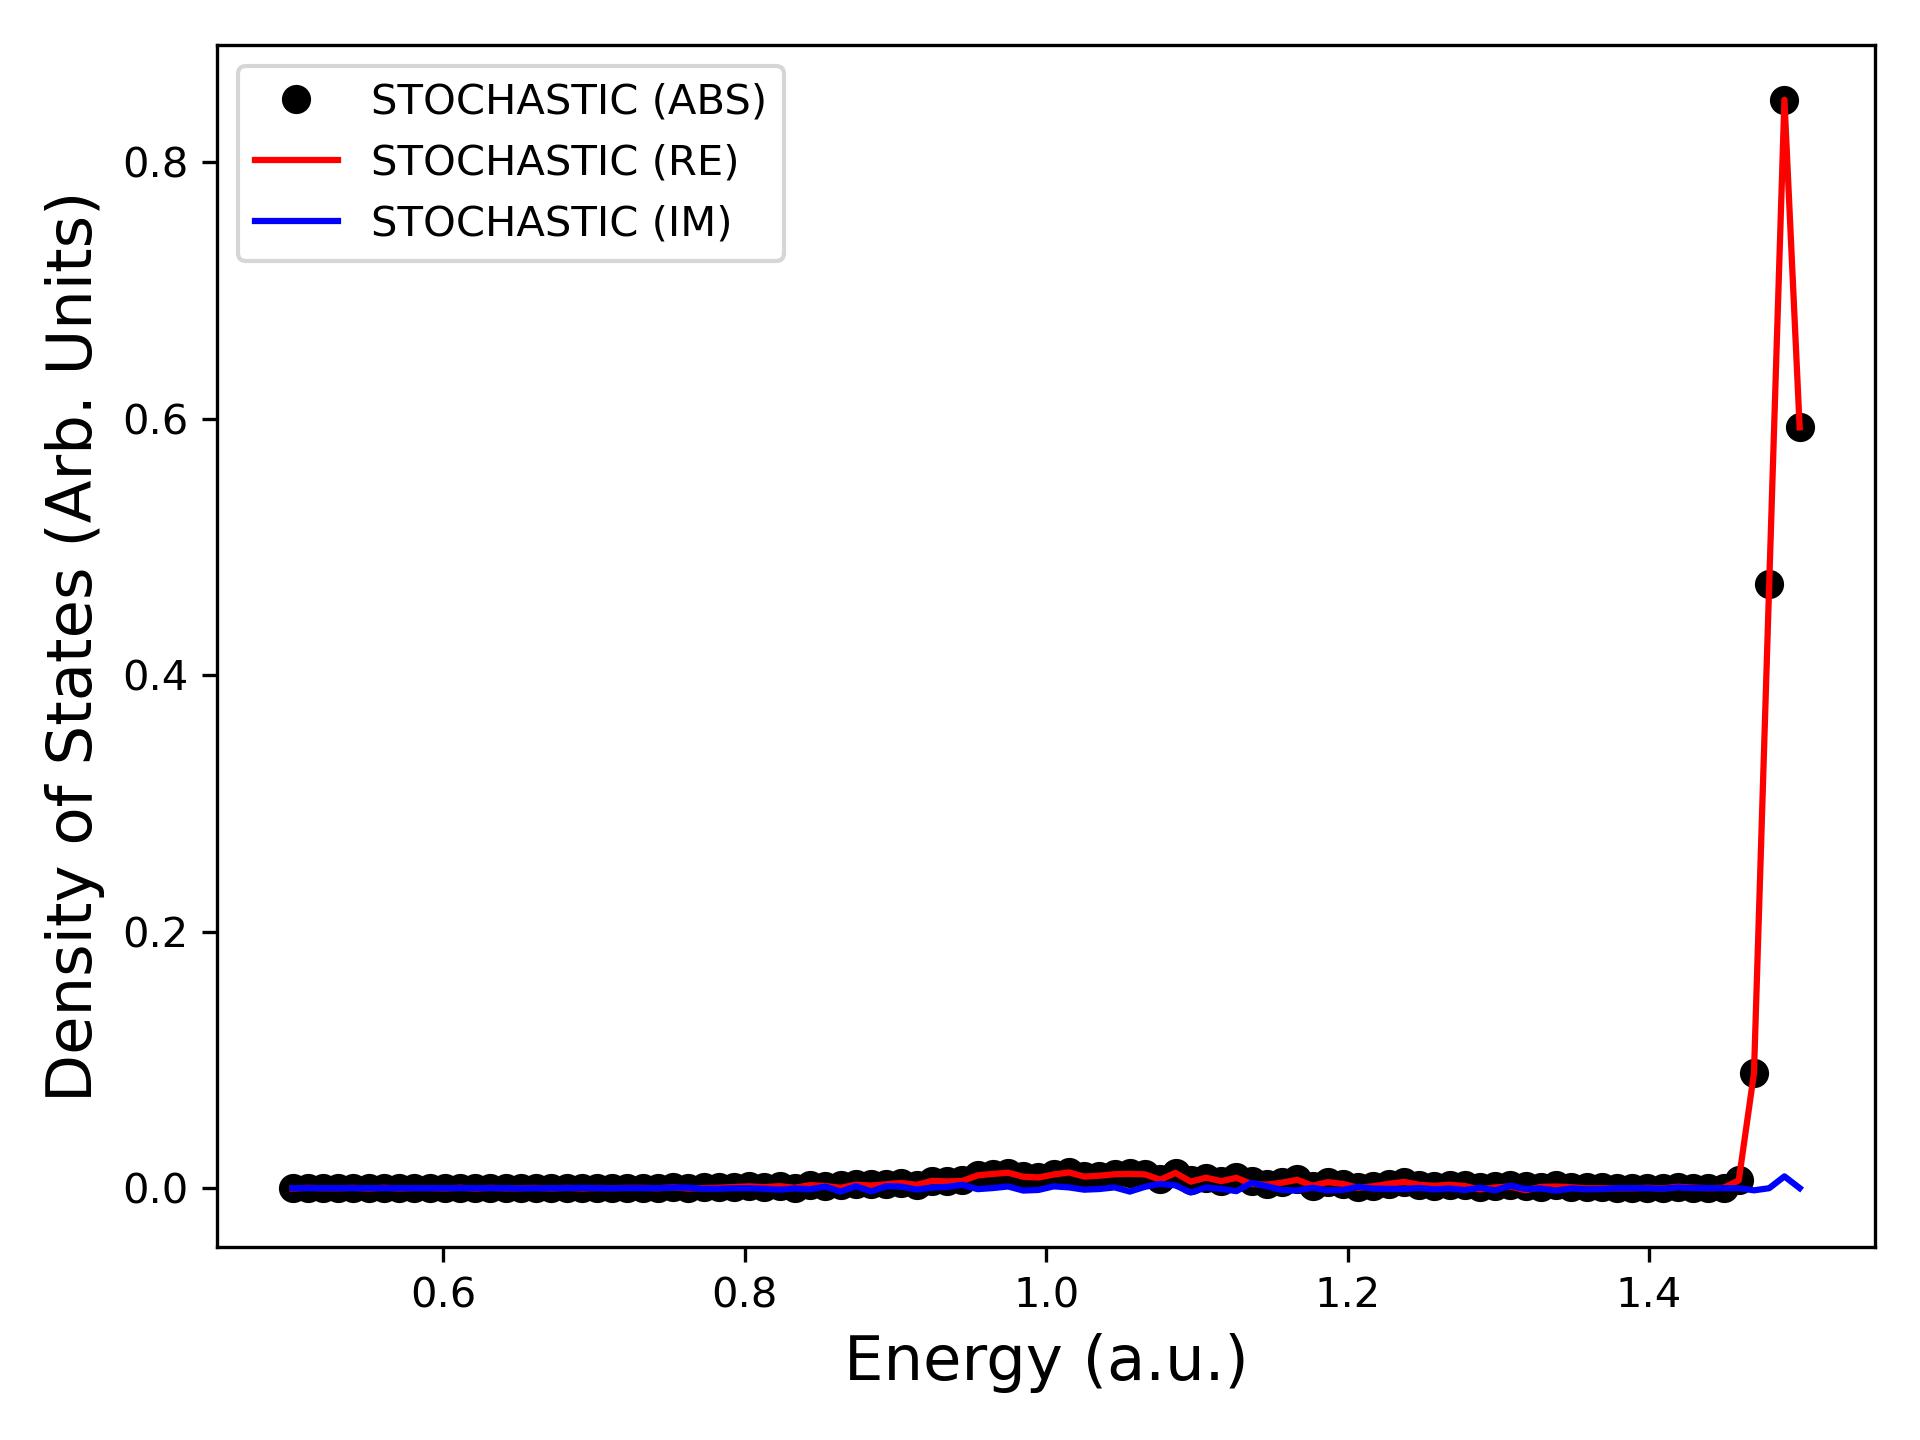 STOCHASTIC (ABS)
STOCHASTIC (RE)
STOCHASTIC (IM)
Density of States (Arb. Units)
0.8
0.6
0.4
0.2
0.0
0.6 0.8 1.0 1.2 1.4
Energy (a.u.)